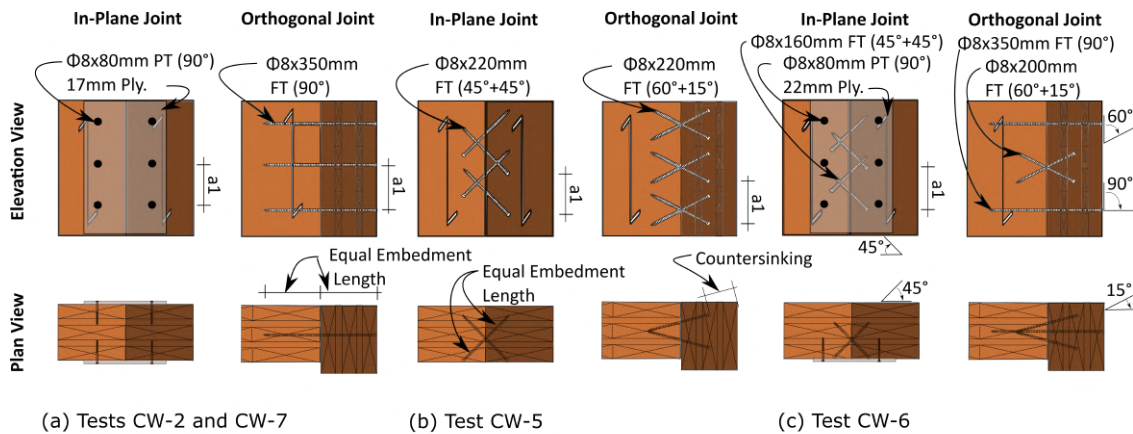 In-Plane Joint
Orthogonal Joint
In-Plane Joint
Orthogonal Joint
In-Plane Joint
Orthogonal Joint
Elevation View
Φ8x80mm PT (90°)
17mm Ply.
Φ8x350mm
FT (90°)
Φ8x220mm
FT (45°+45°)
Φ8x220mm
FT (60°+15°)
Φ8x160mm FT (45°+45°)
Φ8x80mm PT (90°)
22mm Ply.
Φ8x350mm FT (90°)
Φ8x200mm
FT (60°+15°)
a1
a1
a1
a1
a1
60°
90°
45°
Plan View
Equal Embedment
Length
Equal Embedment
Length
Countersinking
45°
15°
(a) Tests CW-2 and CW-7
(b) Test CW-5
(c) Test CW-6